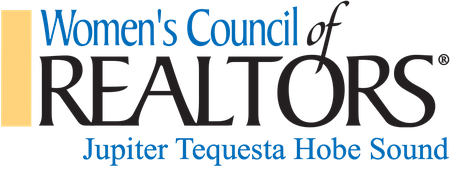 Women's Council of
REALTORS®
Jupiter Tequesta Hobe Sound